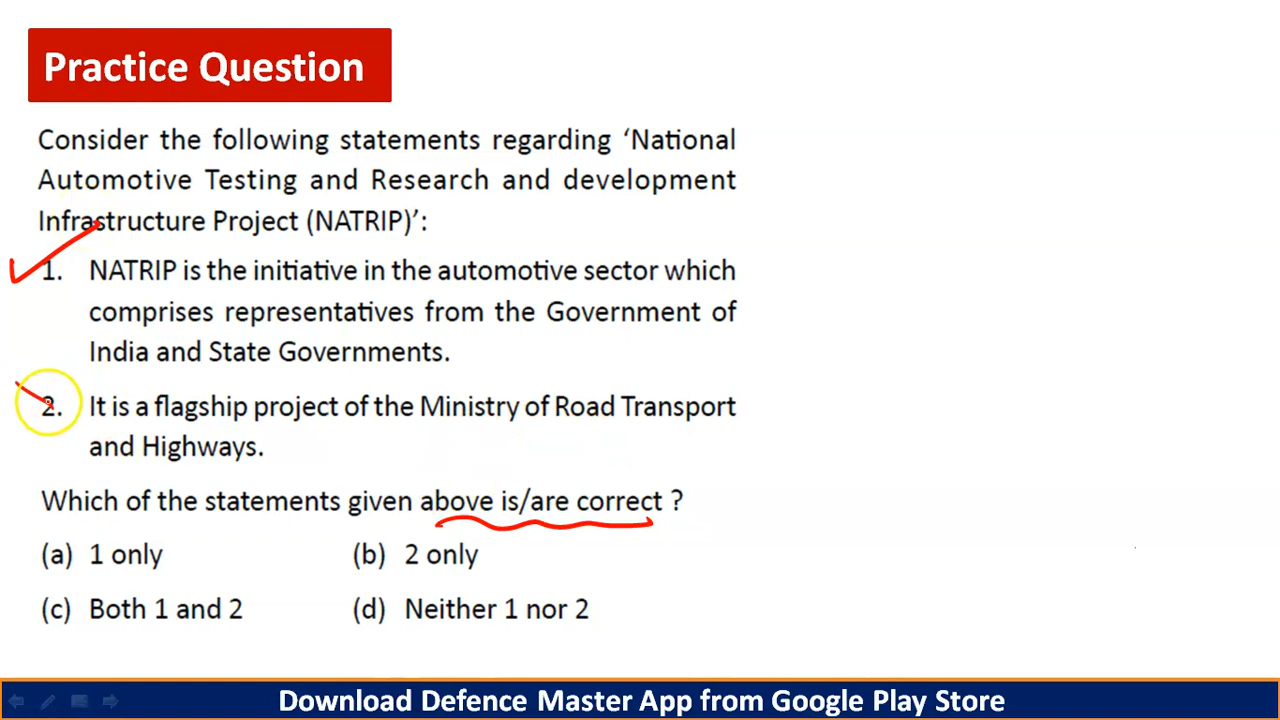 Practice Question
Consider the following statements regarding ‘National
Automotive Testing and Research and development
Infrastructure Project (NATRIP)’:
1. NATRIP is the initiative in the automotive sector which
comprises representatives from the Government of
India and State Governments.
2. It is a flagship project of the Ministry of Road Transport
and Highways.
Which of the statements given above is/are correct ?
(a) 1 only (b) 2 only
(c) Both 1 and 2 (d) Neither 1 nor 2
Download Defence Master App from Google Play Store